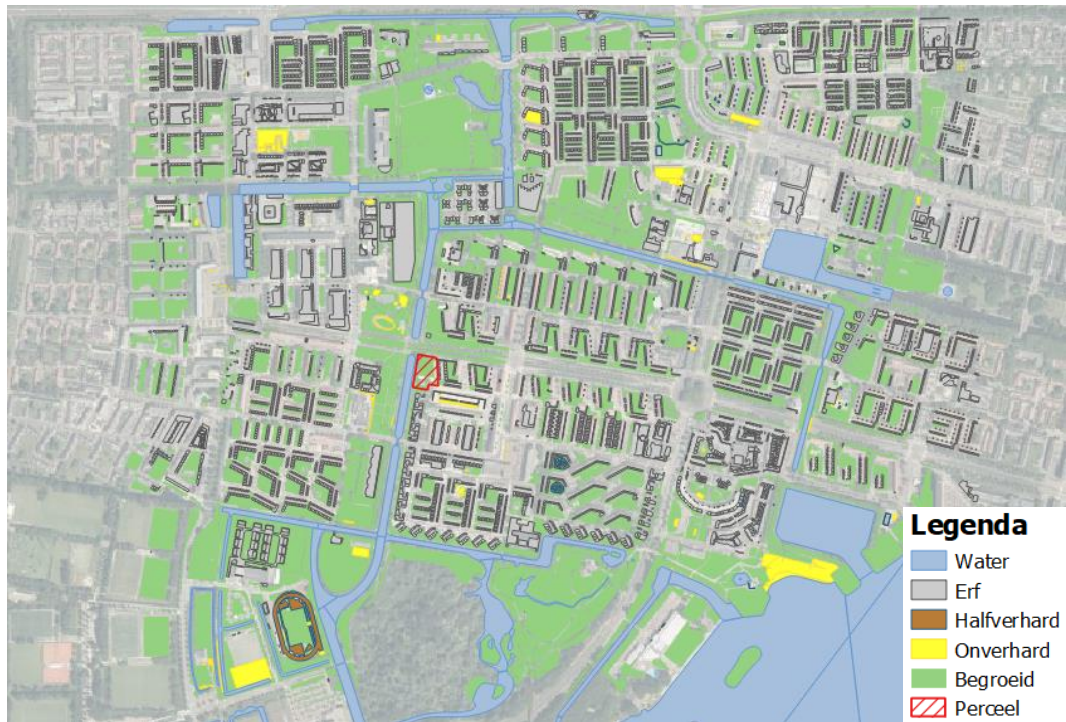 Legenda
Water
Erf
Halfverhard
Onverhard
Begroeid
Perceel